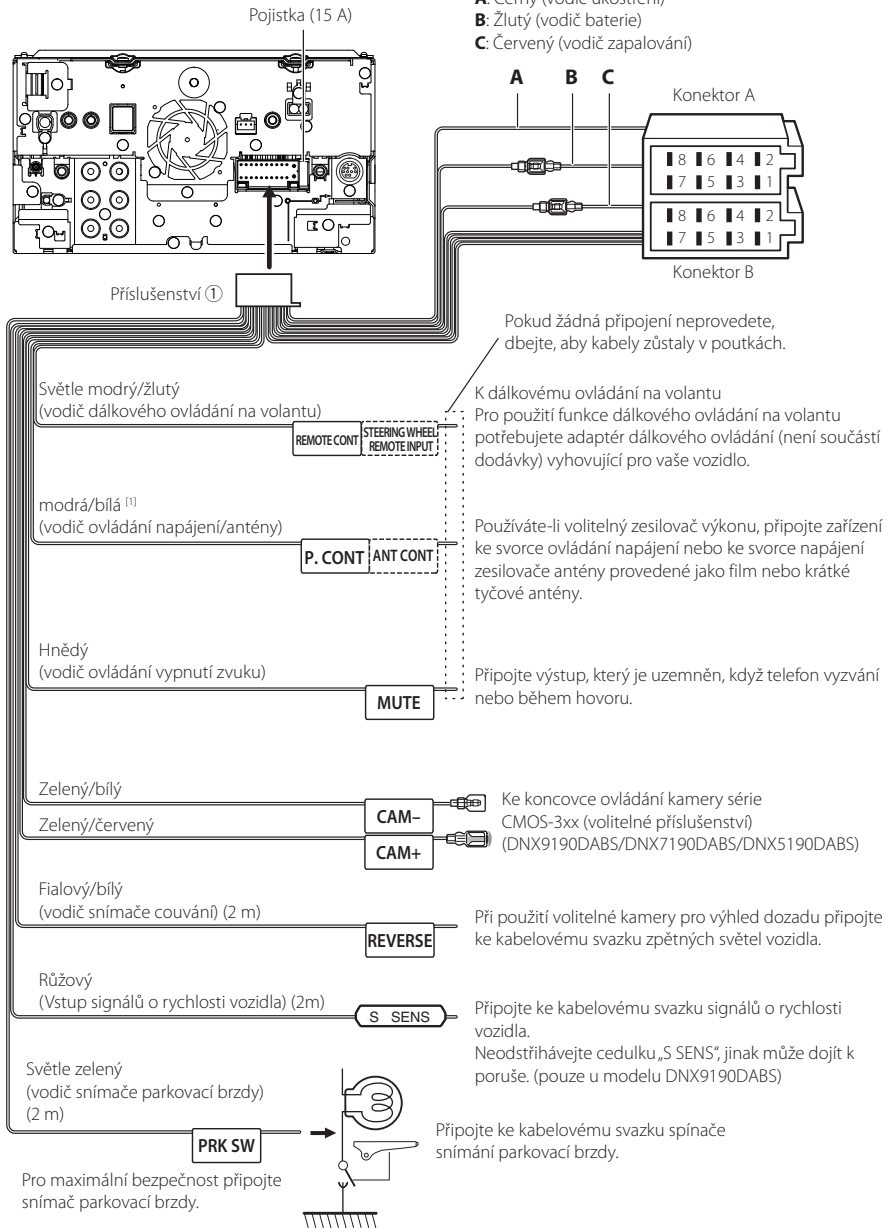 Pojistka (15 A)
A: Černý (vodič ukostření)
B: Žlutý (vodič baterie)
C: Červený (vodič zapalování)
A B C
Konektor A
8 6 4 2
7 5 3 1
8 6 4 2
7 5 3 1
Konektor B
Příslušenství ①
Pokud žádná připojení neprovedete,
dbejte, aby kabely zůstaly v poutkách.
Světle modrý/žlutý
(vodič dálkového ovládání na volantu)
REMOTE CONT
STEERING WHEEL
REMOTE INPUT
K dálkovému ovládání na volantu
Pro použití funkce dálkového ovládání na volantu
potřebujete adaptér dálkového ovládání (není součástí
dodávky) vyhovující pro vaše vozidlo.
modrá/bílá [1]
(vodič ovládání napájení/antény)
P. CONT ANT CONT
Používáte-li volitelný zesilovač výkonu, připojte zařízení
ke svorce ovládání napájení nebo ke svorce napájení
zesilovače antény provedené jako film nebo krátké
tyčové antény.
Hnědý
(vodič ovládání vypnutí zvuku)
MUTE
Připojte výstup, který je uzemněn, když telefon vyzvání
nebo během hovoru.
Zelený/bílý
CAM–
Zelený/červený
CAM+
Ke koncovce ovládání kamery série
CMOS-3xx (volitelné příslušenství)
(DNX9190DABS/DNX7190DABS/DNX5190DABS)
Fialový/bílý
(vodič snímače couvání) (2 m)
REVERSE
Při použití volitelné kamery pro výhled dozadu připojte
ke kabelovému svazku zpětných světel vozidla.
Růžový
(Vstup signálů o rychlosti vozidla) (2m)
S SENS
Připojte ke kabelovému svazku signálů o rychlosti
vozidla.
Neodstřihávejte cedulku „S SENS“, jinak může dojít k
poruše. (pouze u modelu DNX9190DABS)
Světle zelený
(vodič snímače parkovací brzdy)
(2 m)
PRK SW
Připojte ke kabelovému svazku spínače
snímání parkovací brzdy.
Pro maximální bezpečnost připojte
snímač parkovací brzdy.